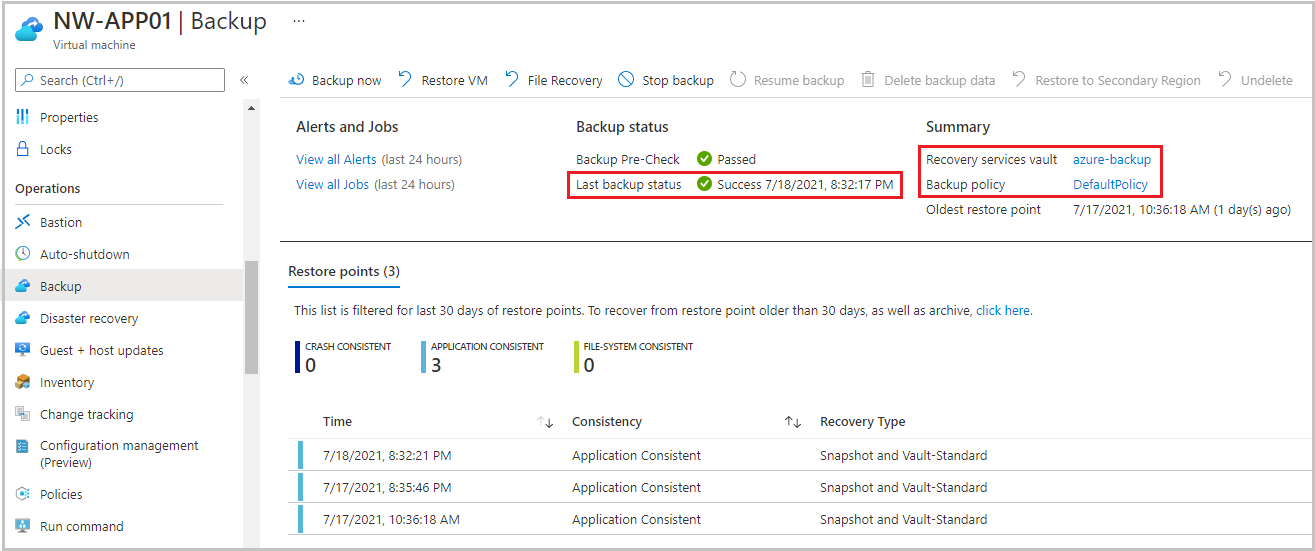 NW-APP01 | Backup ...
Virtual machine
Search (Ctrl+/) «
Properties
Locks
Operations
Bastion
Auto-shutdown
Backup
Disaster recovery
Guest + host updates
Inventory
Change tracking
Configuration management
(Preview)
Policies
Run command
Backup now Restore VM File Recovery Stop backup Resume backup Delete backup data Restore to Secondary Region Undelete
Alerts and Jobs
View all Alerts (last 24 hours)
View all Jobs (last 24 hours)
Backup status
Backup Pre-Check Passed
Last backup status Success 7/18/2021, 8:32:17 PM
Summary
Recovery services vault azure-backup
Backup policy DefaultPolicy
Oldest restore point 7/17/2021, 10:36:18 AM (1 day(s) ago)
Restore points (3)
This list is filtered for last 30 days of restore points. To recover from restore point older than 30 days, as well as archive, click here.
CRASH CONSISTENT APPLICATION CONSISTENT FILE-SYSTEM CONSISTENT
0 3 0
Time Consistency Recovery Type
7/18/2021, 8:32:21 PM Application Consistent Snapshot and Vault-Standard
7/17/2021, 8:35:46 PM Application Consistent Snapshot and Vault-Standard
7/17/2021, 10:36:18 AM Application Consistent Snapshot and Vault-Standard